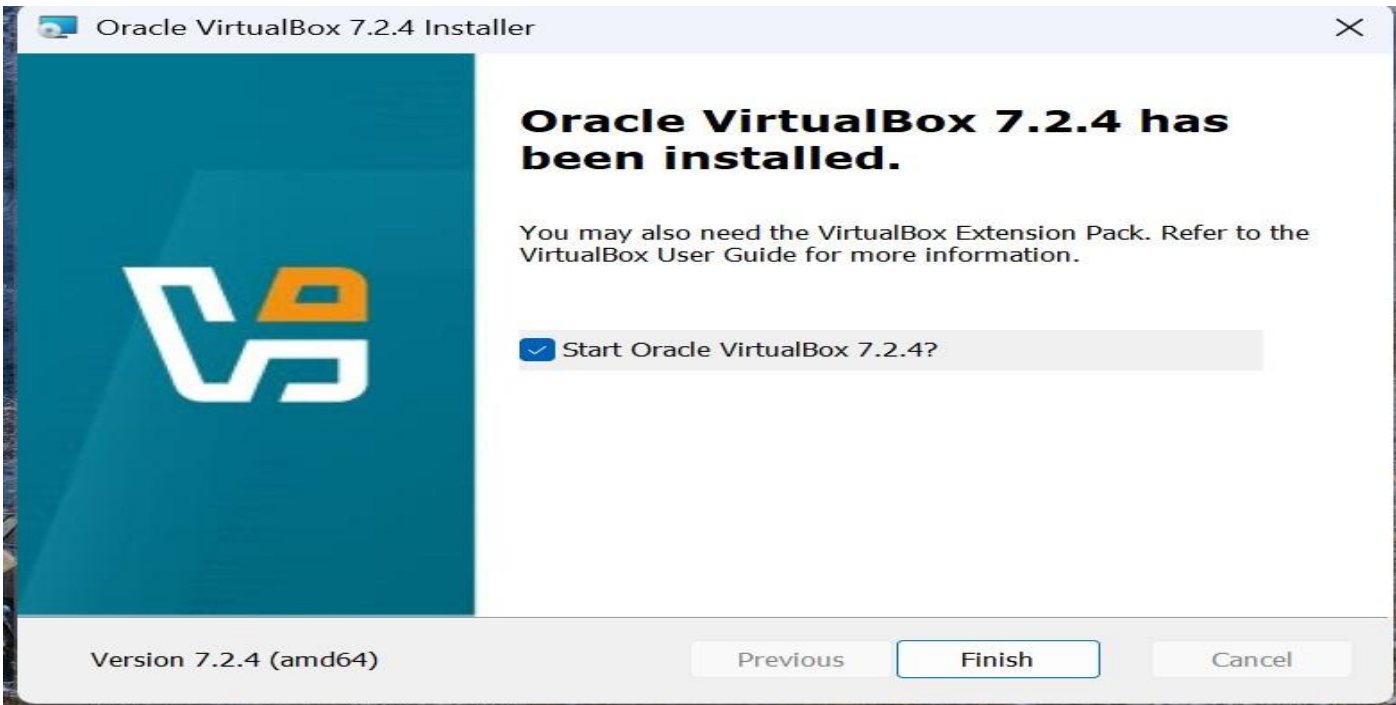 Oracle VirtualBox 7.2.4 Installer
Oracle VirtualBox 7.2.4 has
been installed.
You may also need the VirtualBox Extension Pack. Refer to the
VirtualBox User Guide for more information.
Start Oracle VirtualBox 7.2.4?
Version 7.2.4 (amd64)
Previous
Finish
Cancel